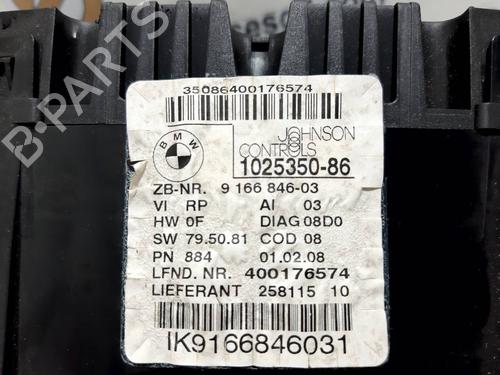 B-PARTS
35086400176574
BMW
JOHNSON
CONTROLS
1025350-86
ZB-NR. 9 166 846-03
VI RP AI 03
HW 0F DIAG 08D0
SW 79.50.81 COD 08
PN 884 01.02.08
LFND. NR. 400176574
LIEFERANT 258115 10
IK9166846031